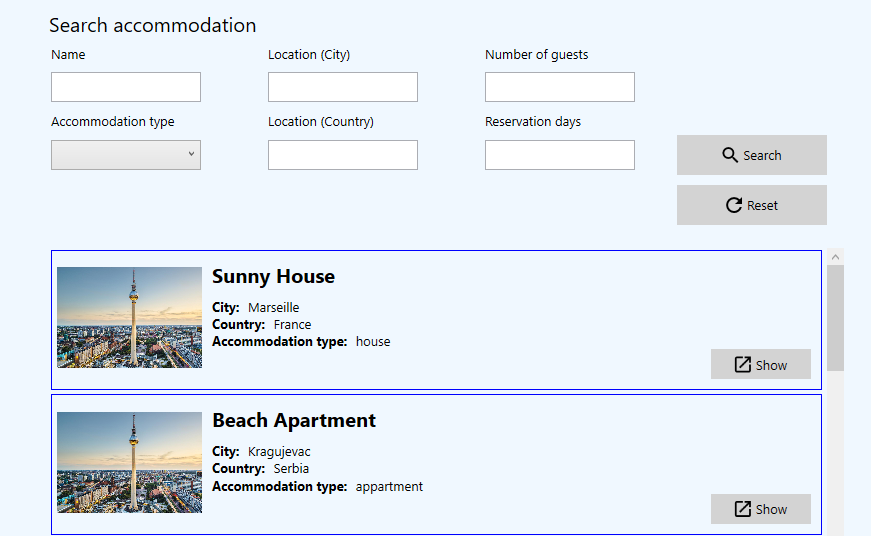 Search accommodation
Name
Location (City)
Number of guests
Accommodation type
Location (Country)
Reservation days
Search
Reset
Sunny House
City: Marseille
Country: France
Accommodation type: house
Show
Beach Apartment
City: Kragujevac
Country: Serbia
Accommodation type: appartment
Show